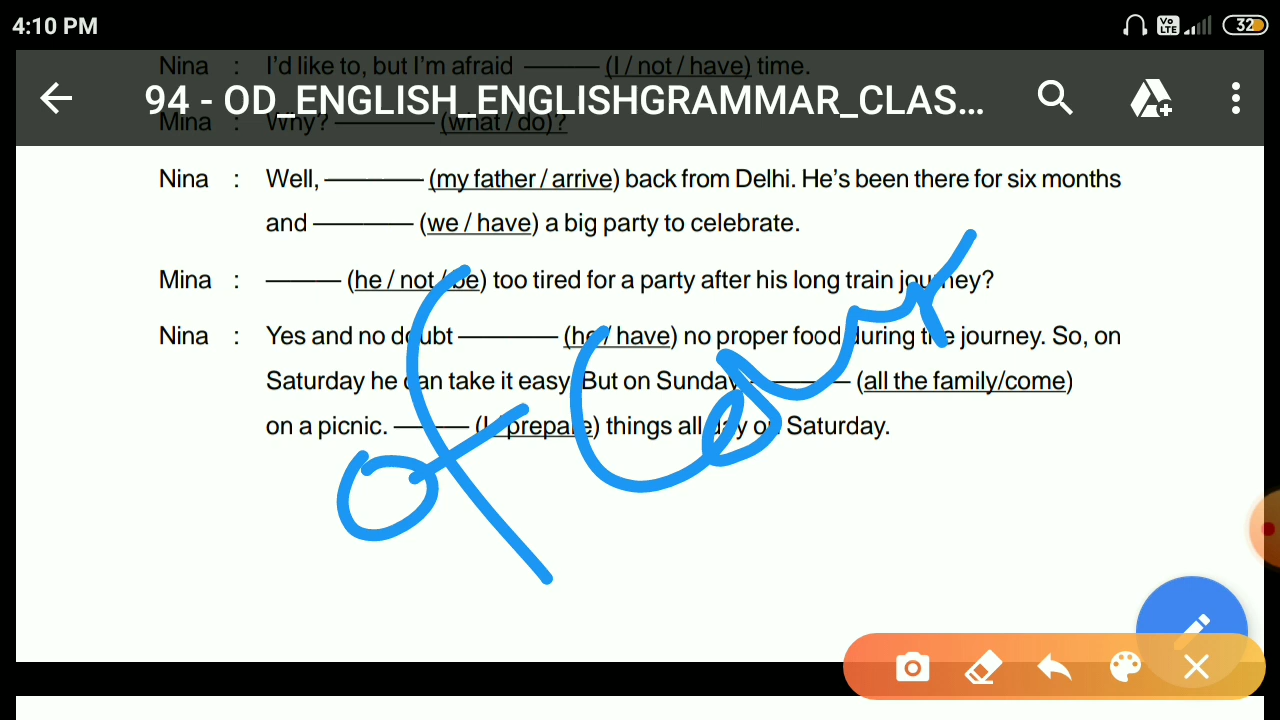 4:10 PM
Vo LTE
32
Nina : I'd like to, but I'm afraid ——— (I / not / have) time.
94 - OD_ENGLISH_ENGLISHGRAMMAR_CLAS...
Mina : Why? ———— (what / do)?
Nina : Well, ———— (my father / arrive) back from Delhi. He's been there for six months
and ———— (we / have) a big party to celebrate.
Mina : ——— (he / not / be) too tired for a party after his long train journey?
Nina : Yes and no doubt ———— (he / have) no proper food during the journey. So, on
Saturday he can take it easy. But on Sunday, ———— (all the family/come)
on a picnic. ——— (I / prepare) things all day on Saturday.
of